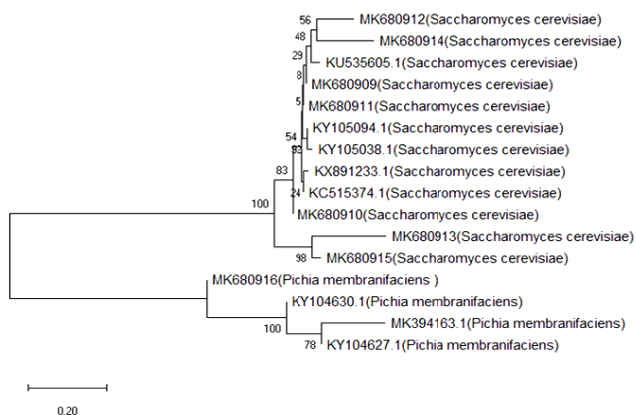 56
MK680912(Saccharomyces cerevisiae)
48
MK680914(Saccharomyces cerevisiae)
29
KU535605.1(Saccharomyces cerevisiae)
8
MK680909(Saccharomyces cerevisiae)
5
MK680911(Saccharomyces cerevisiae)
KY105094.1(Saccharomyces cerevisiae)
54
KY105038.1(Saccharomyces cerevisiae)
83
KX891233.1(Saccharomyces cerevisiae)
24
KC515374.1(Saccharomyces cerevisiae)
100
MK680910(Saccharomyces cerevisiae)
MK680913(Saccharomyces cerevisiae)
98
MK680915(Saccharomyces cerevisiae)
MK680916(Pichia membranifaciens )
KY104630.1(Pichia membranifaciens)
100
MK394163.1(Pichia membranifaciens)
78
KY104627.1(Pichia membranifaciens)
0.20